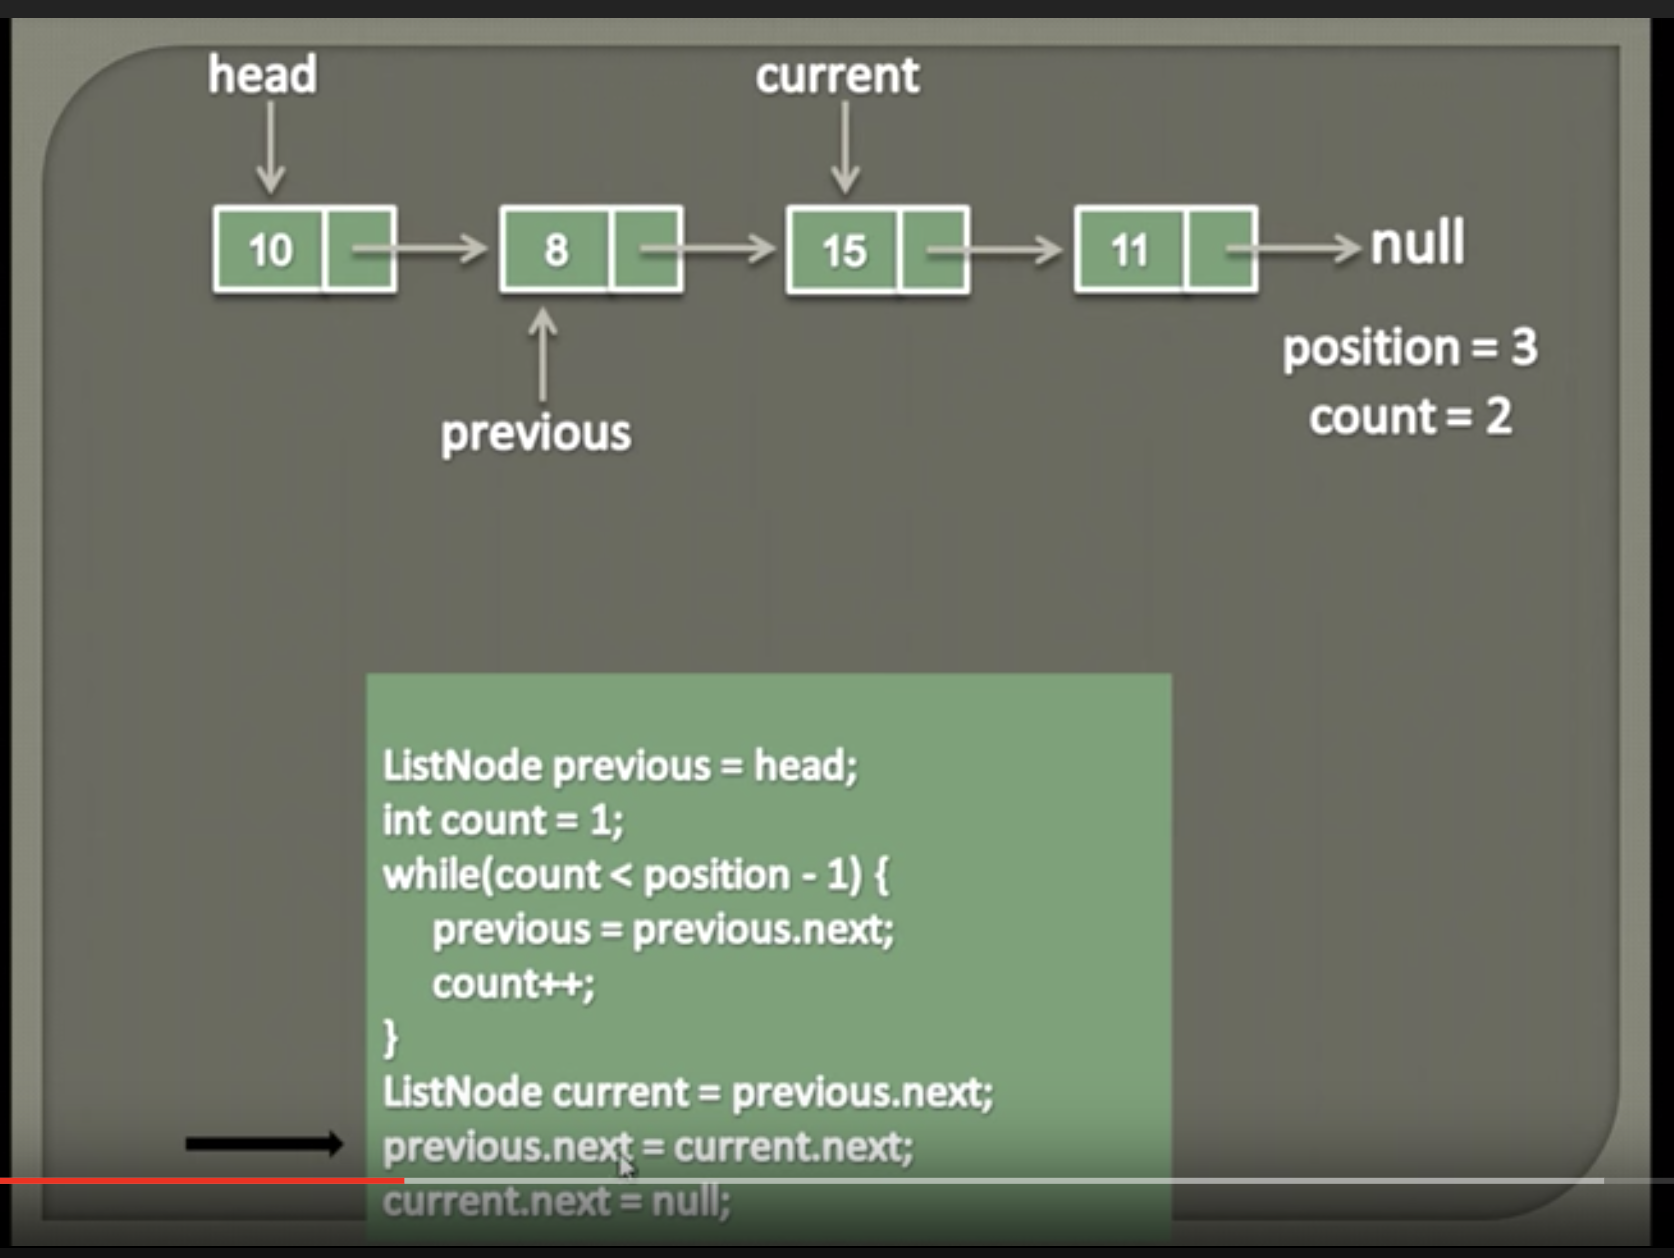 head
current
10
8
15
11
null
previous
position = 3
count = 2
ListNode previous = head;
int count = 1;
while(count < position - 1) {
previous = previous.next;
count++;
}
ListNode current = previous.next;
previous.next = current.next;
current.next = null;